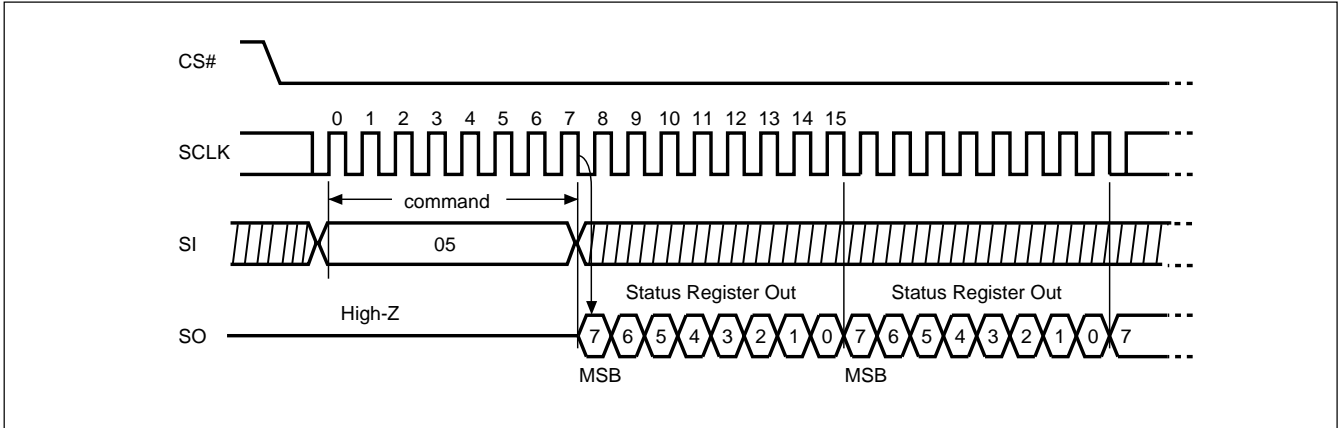 CS#
0 1 2 3 4 5 6 7 8 9 10 11 12 13 14 15
SCLK
command
SI
05
Status Register Out Status Register Out
High-Z
SO
7 6 5 4 3 2 1 0 7 6 5 4 3 2 1 0 7
MSB MSB